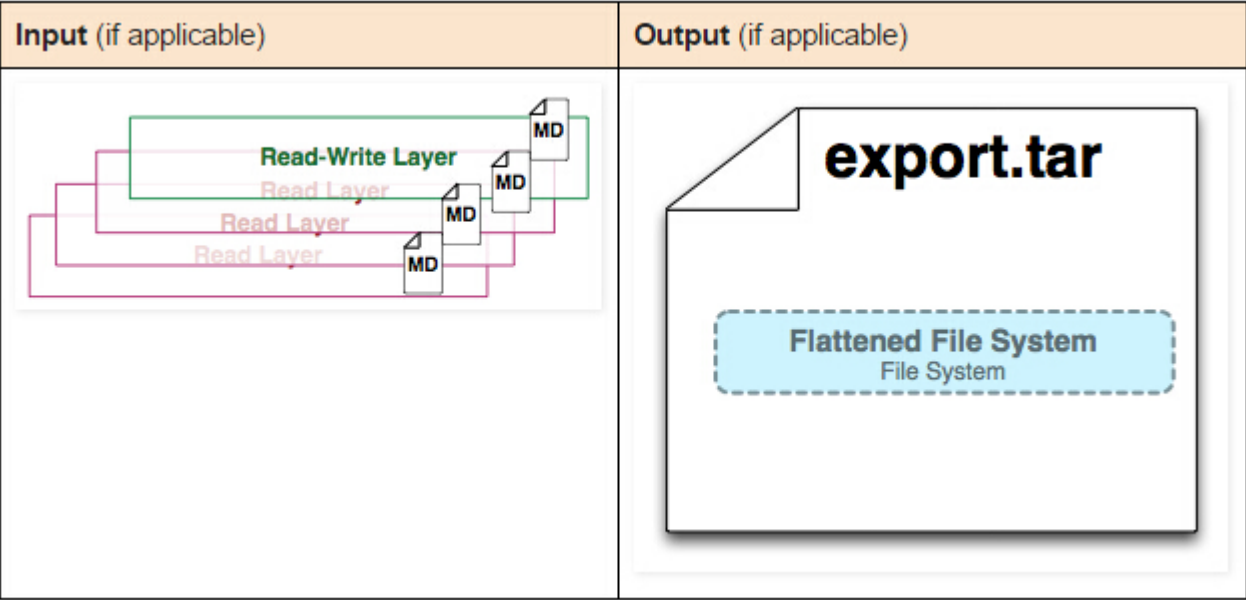 Input (if applicable)
Output (if applicable)
MD
Read-Write Layer
MD
Read Layer
MD
Read Layer
MD
Read Layer
export.tar
Flattened File System
File System